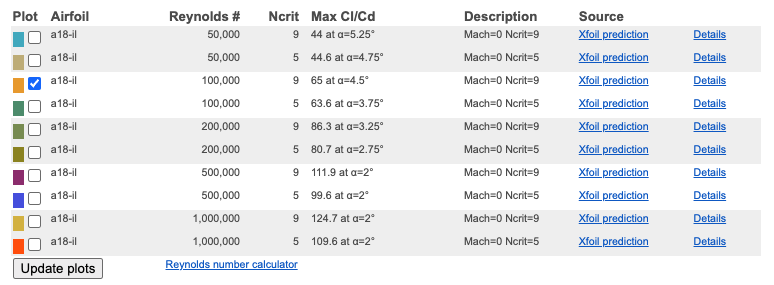 Plot Airfoil Reynolds # Ncrit Max Cl/Cd Description Source
a18-il 50,000 9 44 at α=5.25° Mach=0 Ncrit=9 Xfoil prediction Details
a18-il 50,000 5 44.6 at α=4.75° Mach=0 Ncrit=5 Xfoil prediction Details
a18-il 100,000 9 65 at α=4.5° Mach=0 Ncrit=9 Xfoil prediction Details
a18-il 100,000 5 63.6 at α=3.75° Mach=0 Ncrit=5 Xfoil prediction Details
a18-il 200,000 9 86.3 at α=3.25° Mach=0 Ncrit=9 Xfoil prediction Details
a18-il 200,000 5 80.7 at α=2.75° Mach=0 Ncrit=5 Xfoil prediction Details
a18-il 500,000 9 111.9 at α=2° Mach=0 Ncrit=9 Xfoil prediction Details
a18-il 500,000 5 99.6 at α=2° Mach=0 Ncrit=5 Xfoil prediction Details
a18-il 1,000,000 9 124.7 at α=2° Mach=0 Ncrit=9 Xfoil prediction Details
a18-il 1,000,000 5 109.6 at α=2° Mach=0 Ncrit=5 Xfoil prediction Details
Update plots Reynolds number calculator